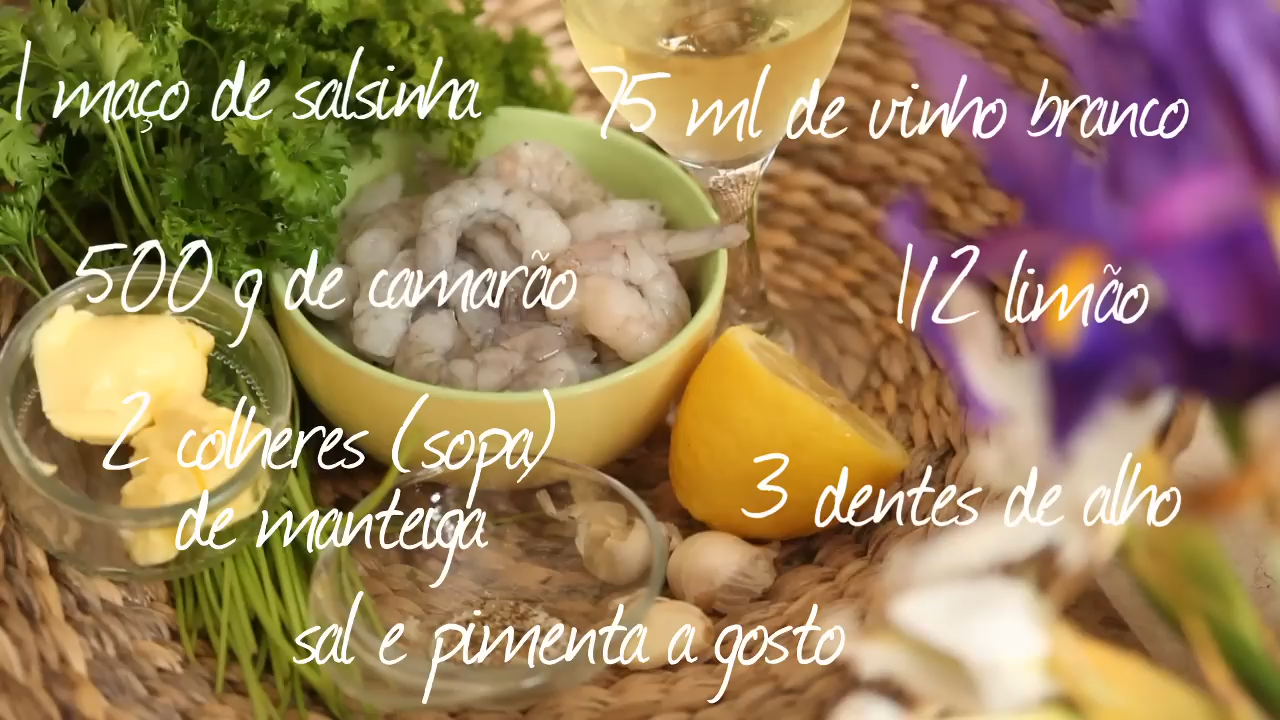 1 maço de salsinha
75 ml de vinho branco
500 g de camarão
1/2 limão
2 colheres (sopa)
de manteiga
3 dentes de alho
sal e pimenta a gosto